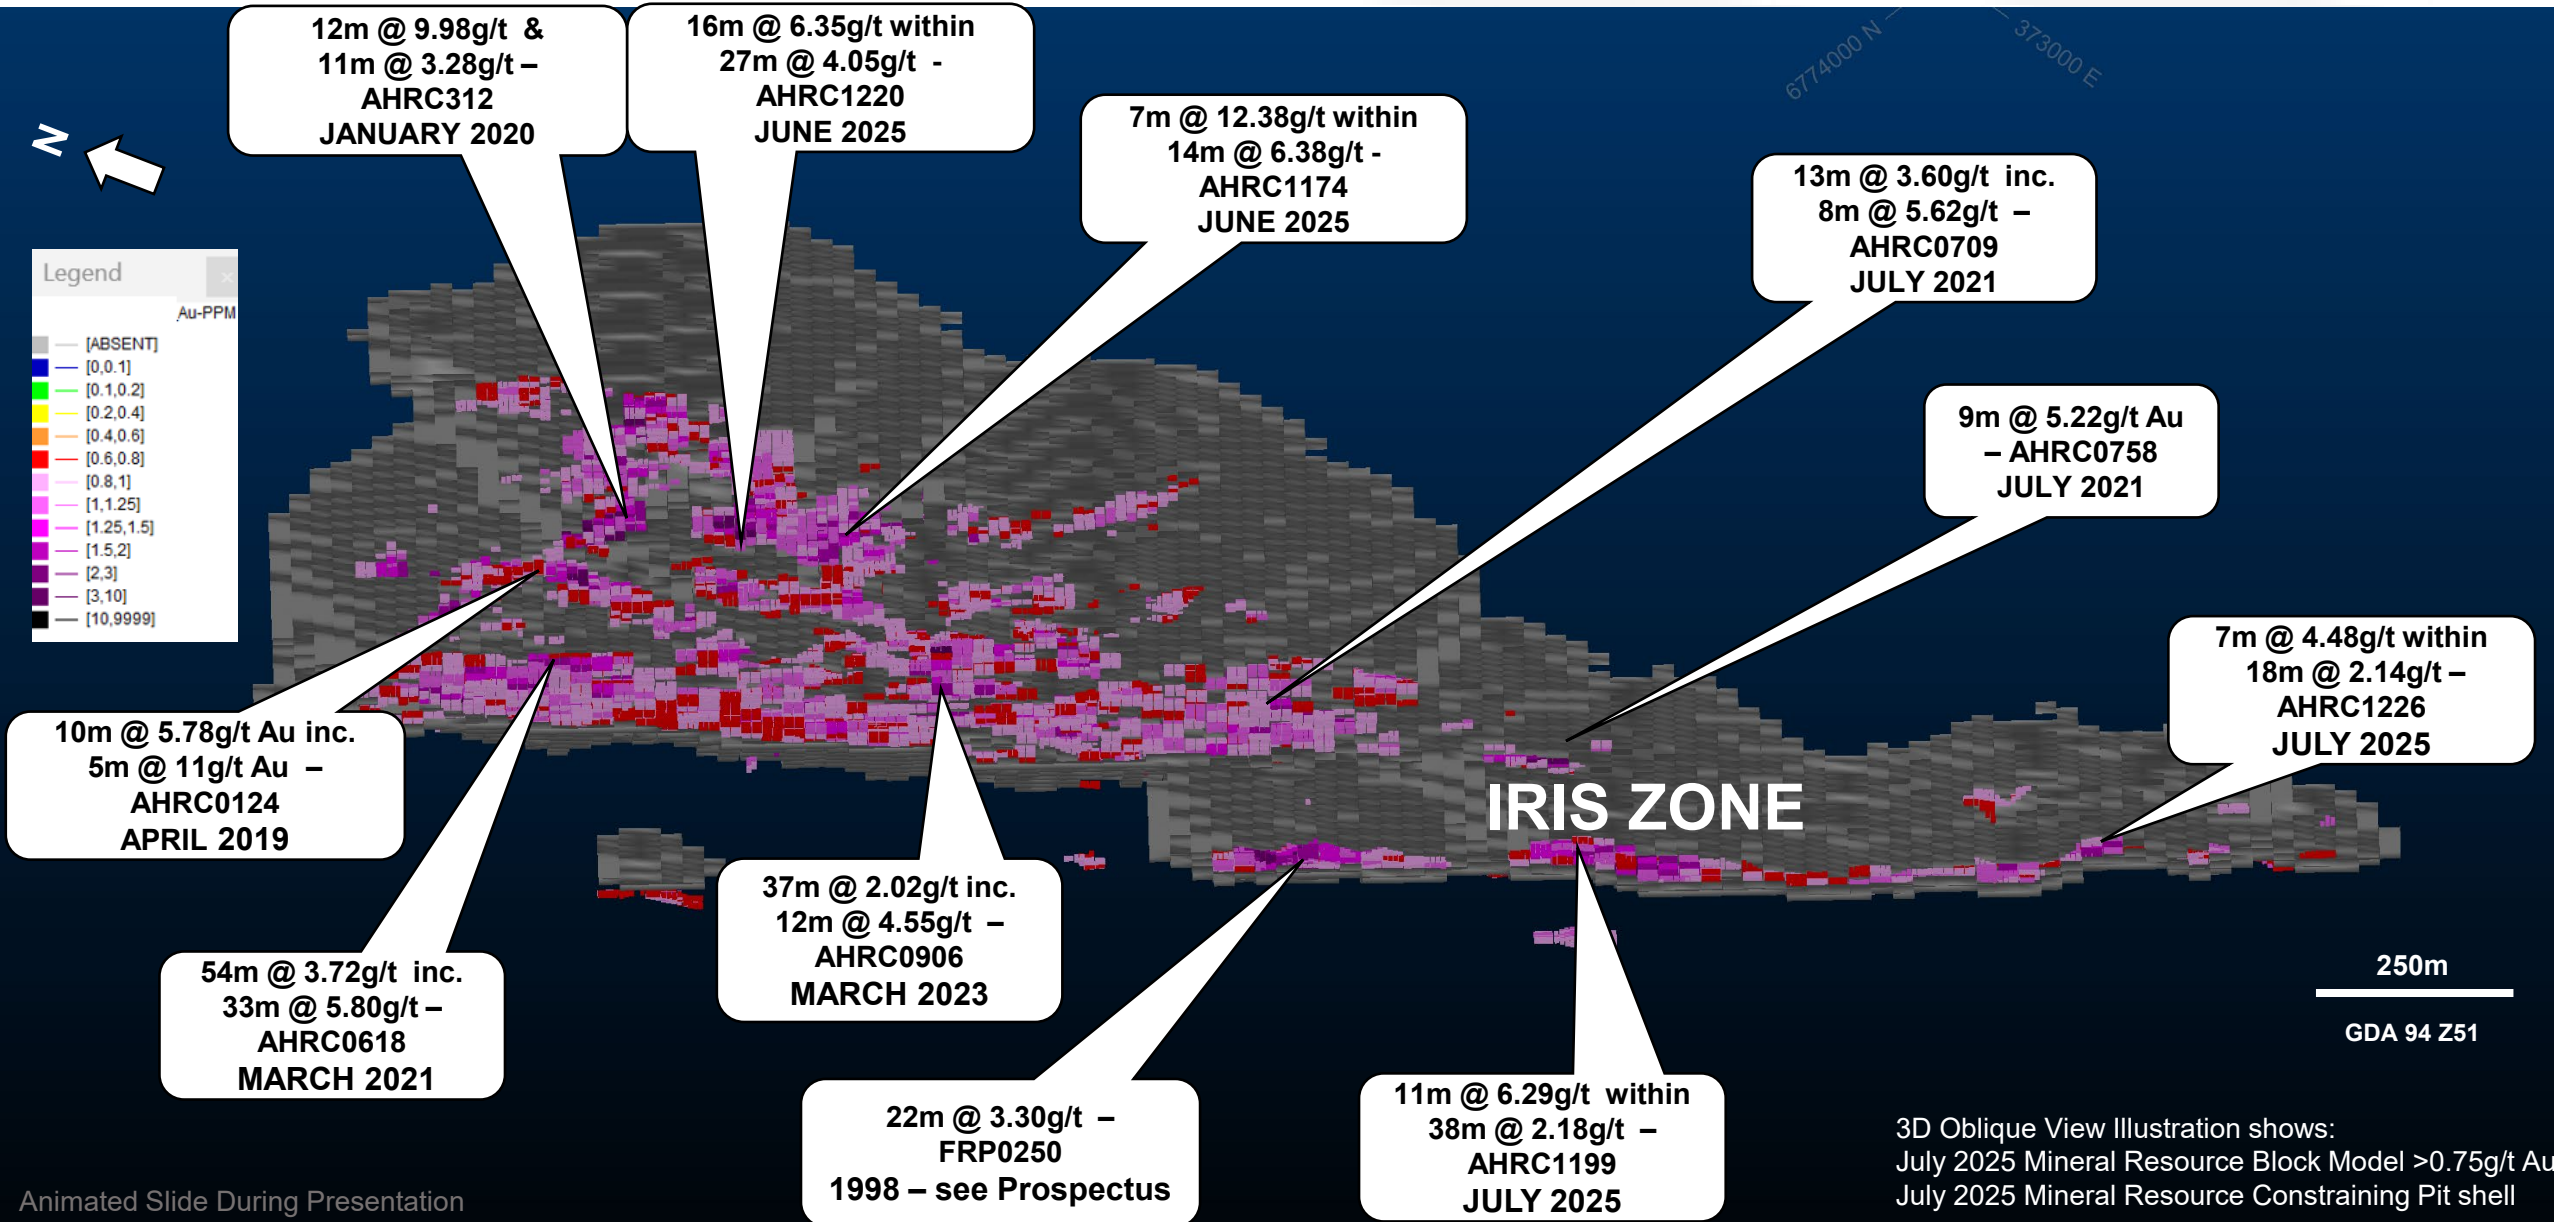 12m @ 9.98g/t &
11m @ 3.28g/t –
AHRC312
JANUARY 2020
16m @ 6.35g/t within
27m @ 4.05g/t -
AHRC1220
JUNE 2025
7m @ 12.38g/t within
14m @ 6.38g/t -
AHRC1174
JUNE 2025
6774000 N
373000 E
13m @ 3.60g/t inc.
8m @ 5.62g/t –
AHRC0709
JULY 2021
N
Legend
×
Au-PPM
[ABSENT]
[0,0.1]
[0.1,0.2]
[0.2,0.4]
[0.4,0.6]
[0.6,0.8]
[0.8,1]
[1,1.25]
[1.25,1.5]
[1.5,2]
[2,3]
[3,10]
[10,9999]
9m @ 5.22g/t Au
– AHRC0758
JULY 2021
7m @ 4.48g/t within
18m @ 2.14g/t –
AHRC1226
JULY 2025
10m @ 5.78g/t Au inc.
5m @ 11g/t Au –
AHRC0124
APRIL 2019
IRIS ZONE
37m @ 2.02g/t inc.
12m @ 4.55g/t –
AHRC0906
MARCH 2023
54m @ 3.72g/t inc.
33m @ 5.80g/t –
AHRC0618
MARCH 2021
22m @ 3.30g/t –
FRP0250
1998 – see Prospectus
11m @ 6.29g/t within
38m @ 2.18g/t –
AHRC1199
JULY 2025
250m
GDA 94 Z51
3D Oblique View Illustration shows:
July 2025 Mineral Resource Block Model >0.75g/t Au
July 2025 Mineral Resource Constraining Pit shell
Animated Slide During Presentation